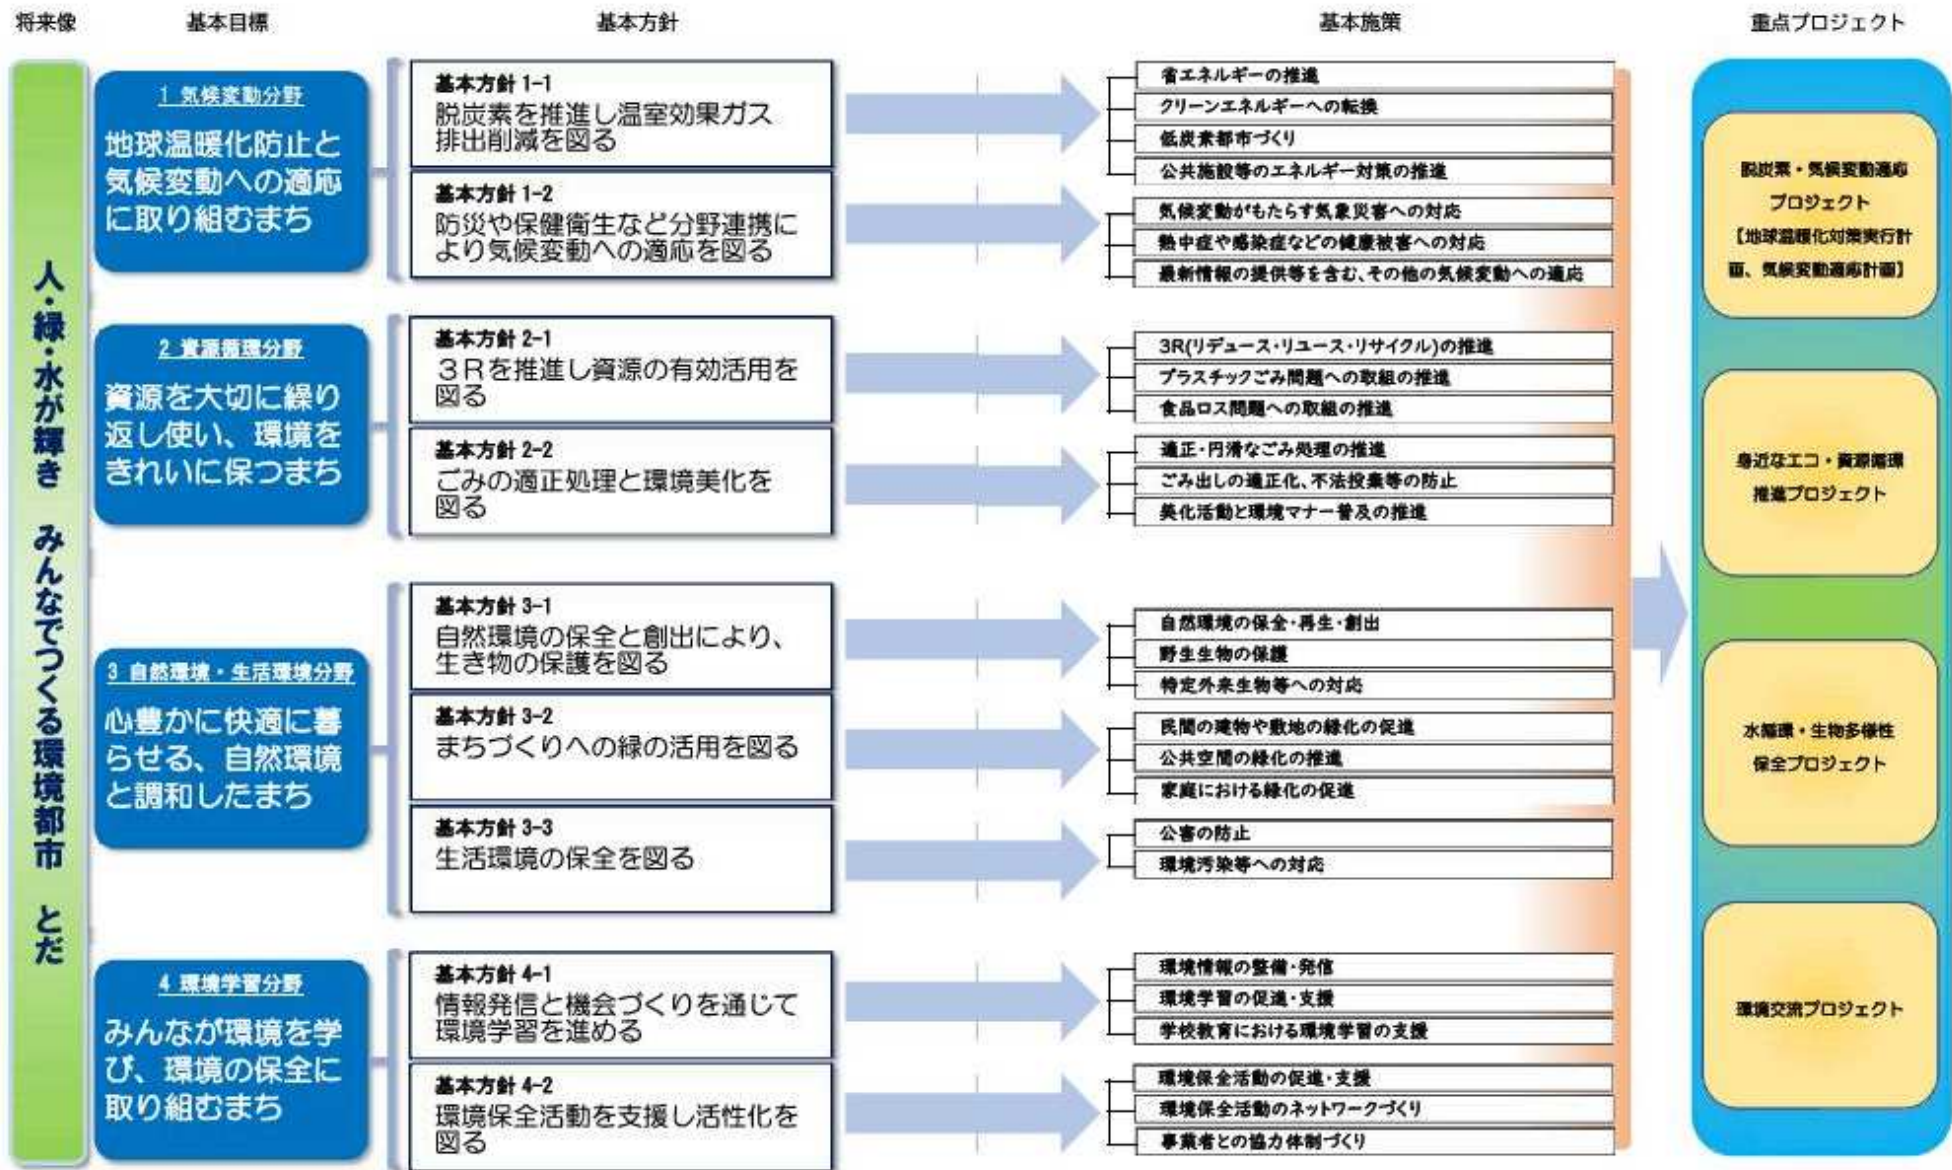 将来像
基本目標
基本方針
基本施策
重点プロジェクト
人・緑・水が輝き　みんなでつくる環境都市　とだ
1 気候変動分野
地球温暖化防止と
気候変動への適応
に取り組むまち
基本方針 1-1
脱炭素を推進し温室効果ガス
排出削減を図る
省エネルギーの推進
クリーンエネルギーへの転換
低炭素都市づくり
公共施設等のエネルギー対策の推進
基本方針 1-2
防災や保健衛生など分野連携に
より気候変動への適応を図る
気候変動がもたらす気象災害への対応
熱中症や感染症などの健康被害への対応
最新情報の提供等を含む、その他の気候変動への適応
2 資源循環分野
資源を大切に繰り
返し使い、環境を
きれいに保つまち
基本方針 2-1
３Ｒを推進し資源の有効活用を
図る
3R(リデュース・リユース・リサイクル)の推進
プラスチックごみ問題への取組の推進
食品ロス問題への取組の推進
基本方針 2-2
ごみの適正処理と環境美化を
図る
適正・円滑なごみ処理の推進
ごみ出しの適正化、不法投棄等の防止
美化活動と環境マナー普及の推進
3 自然環境・生活環境分野
心豊かに快適に暮
らせる、自然環境
と調和したまち
基本方針 3-1
自然環境の保全と創出により、
生き物の保護を図る
自然環境の保全・再生・創出
野生生物の保護
特定外来生物等への対応
基本方針 3-2
まちづくりへの緑の活用を図る
民間の建物や敷地の緑化の促進
公共空間の緑化の推進
家庭における緑化の促進
基本方針 3-3
生活環境の保全を図る
公害の防止
環境汚染等への対応
4 環境学習分野
みんなが環境を学
び、環境の保全に
取り組むまち
基本方針 4-1
情報発信と機会づくりを通じて
環境学習を進める
環境情報の整備・発信
環境学習の促進・支援
学校教育における環境学習の支援
基本方針 4-2
環境保全活動を支援し活性化を
図る
環境保全活動の促進・支援
環境保全活動のネットワークづくり
事業者との協力体制づくり
脱炭素・気候変動適応
プロジェクト
【地球温暖化対策実行計
画、気候変動適応計画】
身近なエコ・資源循環
推進プロジェクト
水循環・生物多様性
保全プロジェクト
環境交流プロジェクト